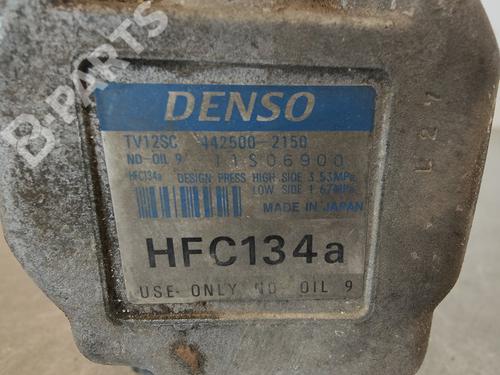 B-PARTS
DENSO
TV12SC 442500-2150
ND-OIL 9 11S06900
HFC134a DESIGN PRESS HIGH SIDE 3.53MPa
LOW SIDE 1.67MPa
MADE IN JAPAN
HFC134a
USE ONLY ND OIL 9
L27